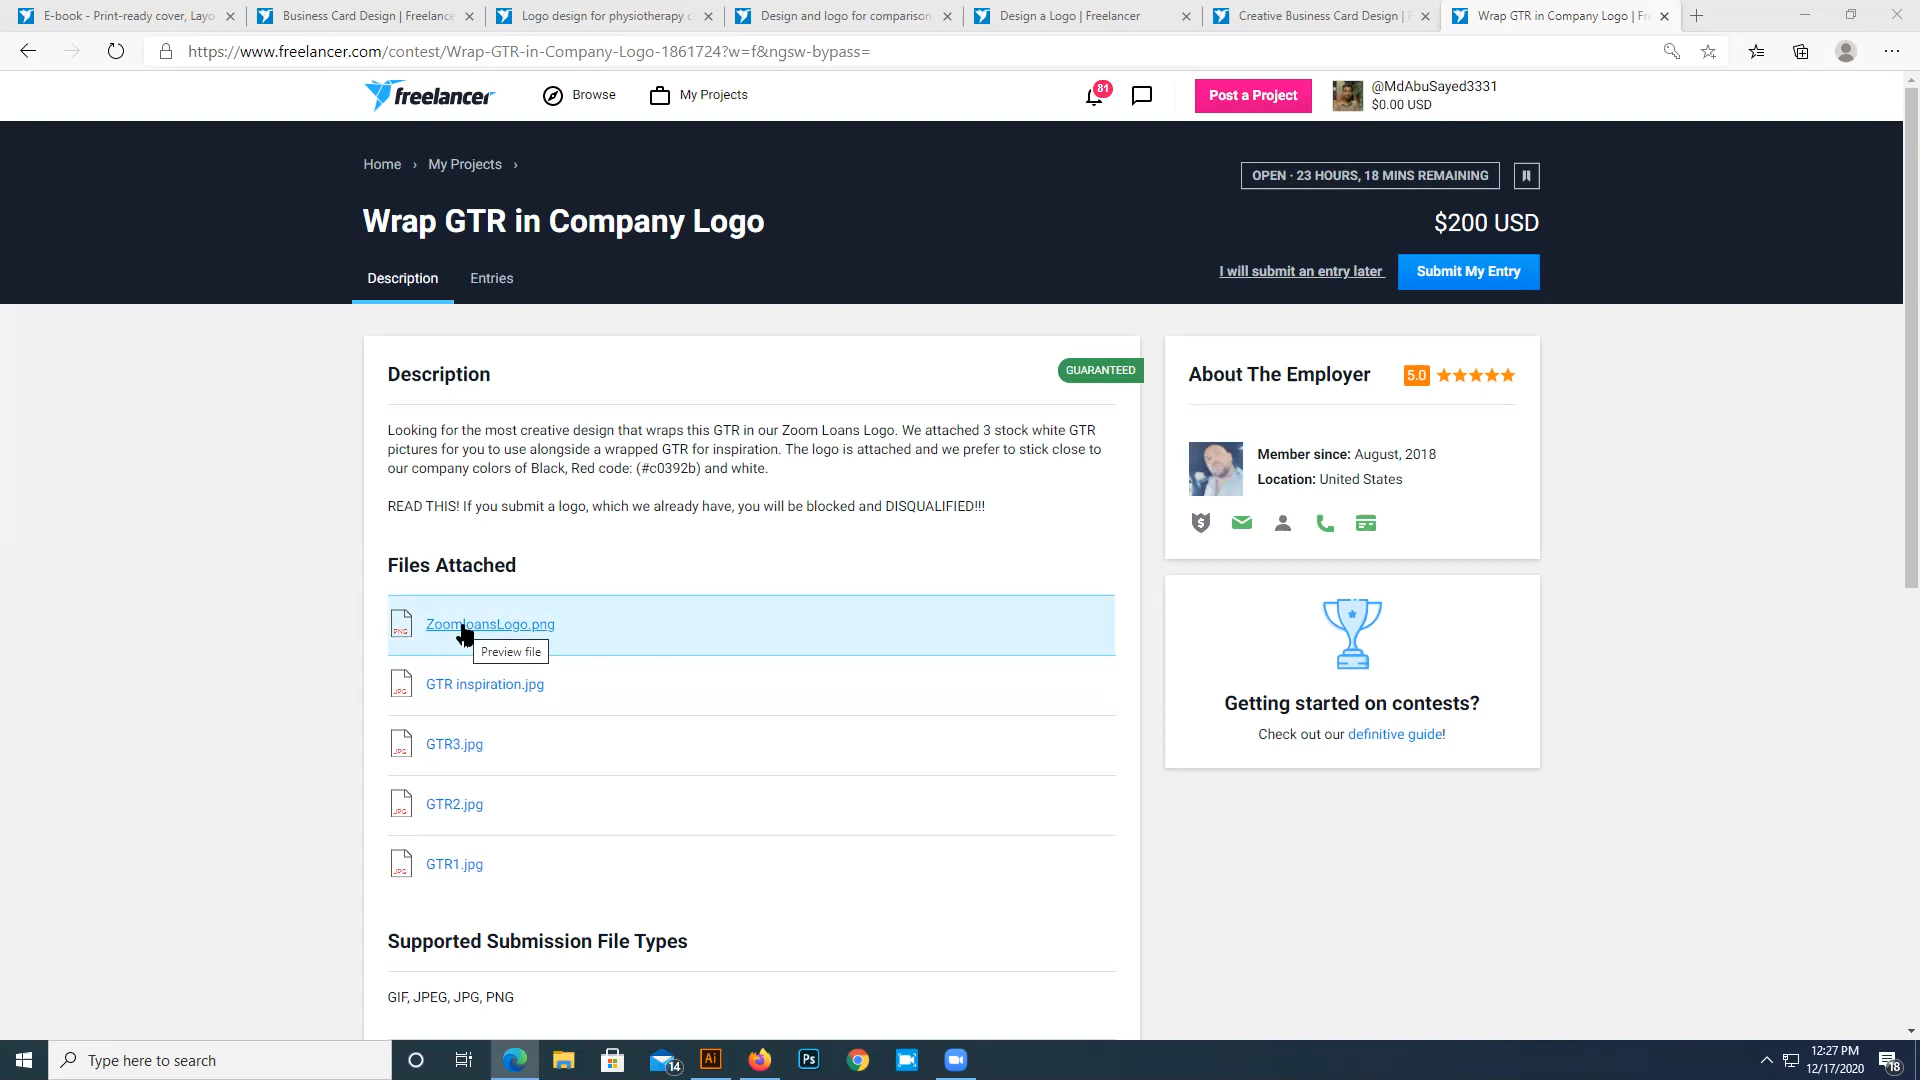 E-book - Print-ready cover, Layo
Business Card Design | Freelance
Logo design for physiotherapy c
Design and logo for comparison
Design a Logo | Freelancer
Creative Business Card Design |
Wrap GTR in Company Logo | Fr
https://www.freelancer.com/contest/Wrap-GTR-in-Company-Logo-1861724?w=f&ngsw-bypass=
freelancer
Browse
My Projects
81
Post a Project
@MdAbuSayed3331
$0.00 USD
Home › My Projects ›
OPEN · 23 HOURS, 18 MINS REMAINING
Wrap GTR in Company Logo
$200 USD
Description
Entries
I will submit an entry later
Submit My Entry
Description
GUARANTEED
Looking for the most creative design that wraps this GTR in our Zoom Loans Logo. We attached 3 stock white GTR
pictures for you to use alongside a wrapped GTR for inspiration. The logo is attached and we prefer to stick close to
our company colors of Black, Red code: (#c0392b) and white.
READ THIS! If you submit a logo, which we already have, you will be blocked and DISQUALIFIED!!!
Files Attached
PNG
ZoomloansLogo.png
Preview file
JPG
GTR inspiration.jpg
JPG
GTR3.jpg
JPG
GTR2.jpg
JPG
GTR1.jpg
Supported Submission File Types
GIF, JPEG, JPG, PNG
About The Employer
5.0
Member since: August, 2018
Location: United States
Getting started on contests?
Check out our definitive guide!
Type here to search
14
Ai
Ps
12:27 PM
12/17/2020
18